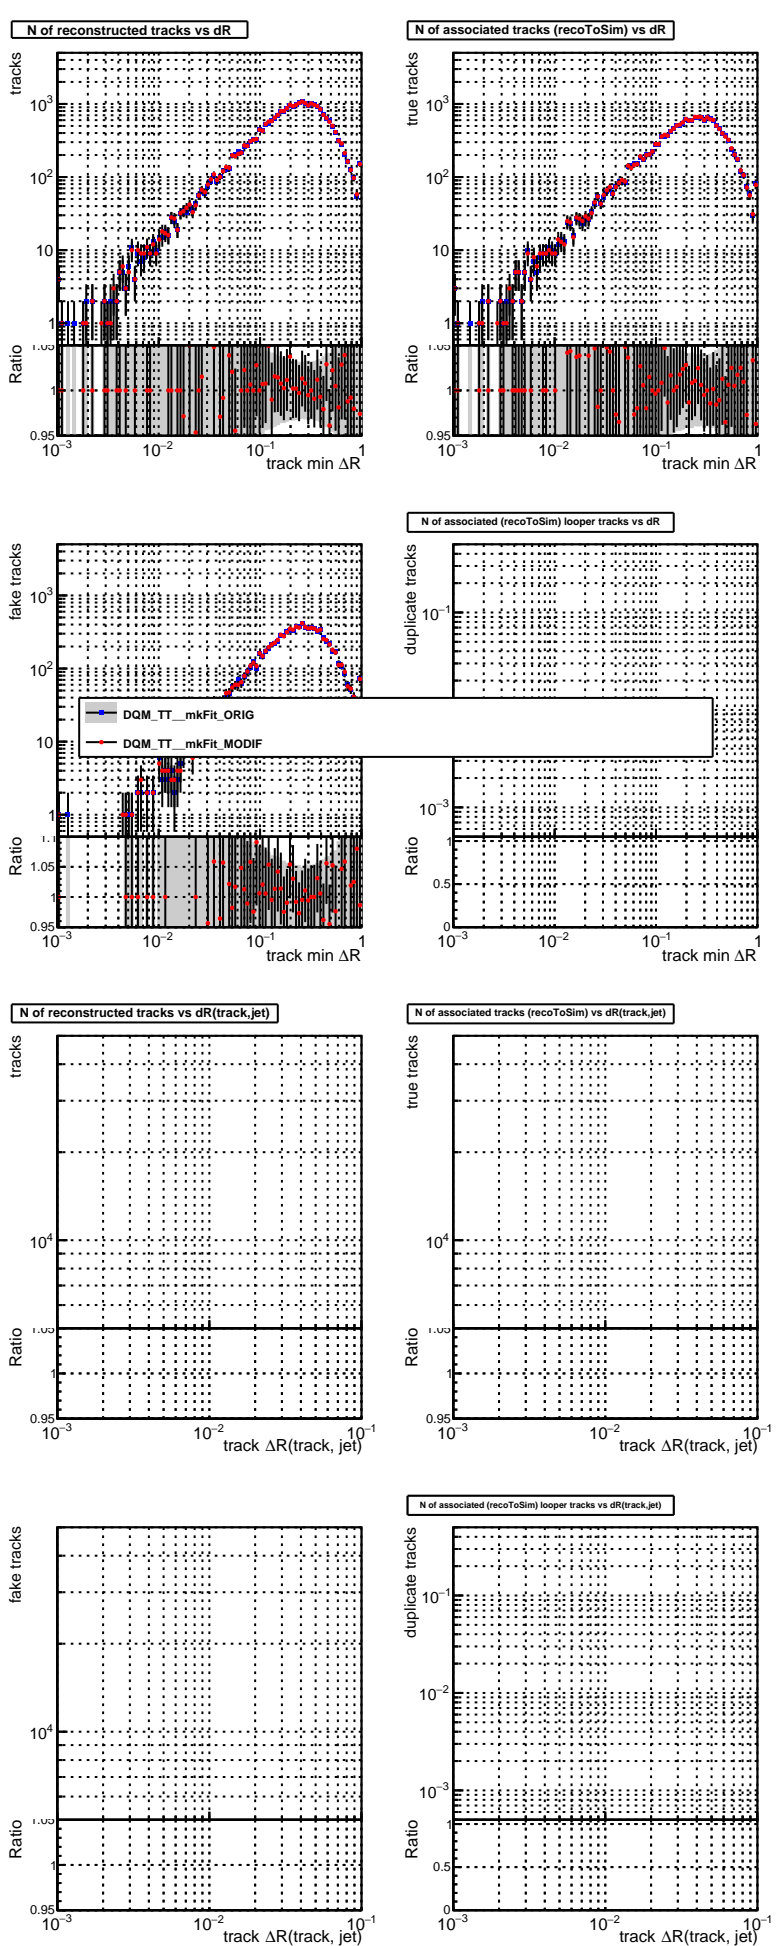 N of reconstructed tracks vs dR
tracks
10³
10²
10
1
Ratio
1.05
1
0.95
10⁻³ 10⁻² 10⁻¹ 1
track min ΔR
N of associated tracks (recoToSim) vs dR
true tracks
10³
10²
10
1
Ratio
1.05
1
0.95
10⁻³ 10⁻² 10⁻¹ 1
track min ΔR
fake tracks
10³
10²
10
1
Ratio
1.1
1.05
1
0.95
10⁻³ 10⁻² 10⁻¹ 1
track min ΔR
N of associated (recoToSim) looper tracks vs dR
duplicate tracks
10⁻¹
10⁻³
Ratio
1
0.5
0
10⁻³ 10⁻² 10⁻¹ 1
track min ΔR
DQM_TT__mkFit_ORIG
DQM_TT__mkFit_MODIF
N of reconstructed tracks vs dR(track,jet)
tracks
10⁴
Ratio
1.05
1
0.95
10⁻³ 10⁻² 10⁻¹
track ΔR(track, jet)
N of associated tracks (recoToSim) vs dR(track,jet)
true tracks
10⁴
Ratio
1.05
1
0.95
10⁻³ 10⁻² 10⁻¹
track ΔR(track, jet)
fake tracks
10⁴
Ratio
1.05
1
0.95
10⁻³ 10⁻² 10⁻¹
track ΔR(track, jet)
N of associated (recoToSim) looper tracks vs dR(track,jet)
duplicate tracks
10⁻¹
10⁻²
10⁻³
Ratio
1
0.5
0
10⁻³ 10⁻² 10⁻¹
track ΔR(track, jet)